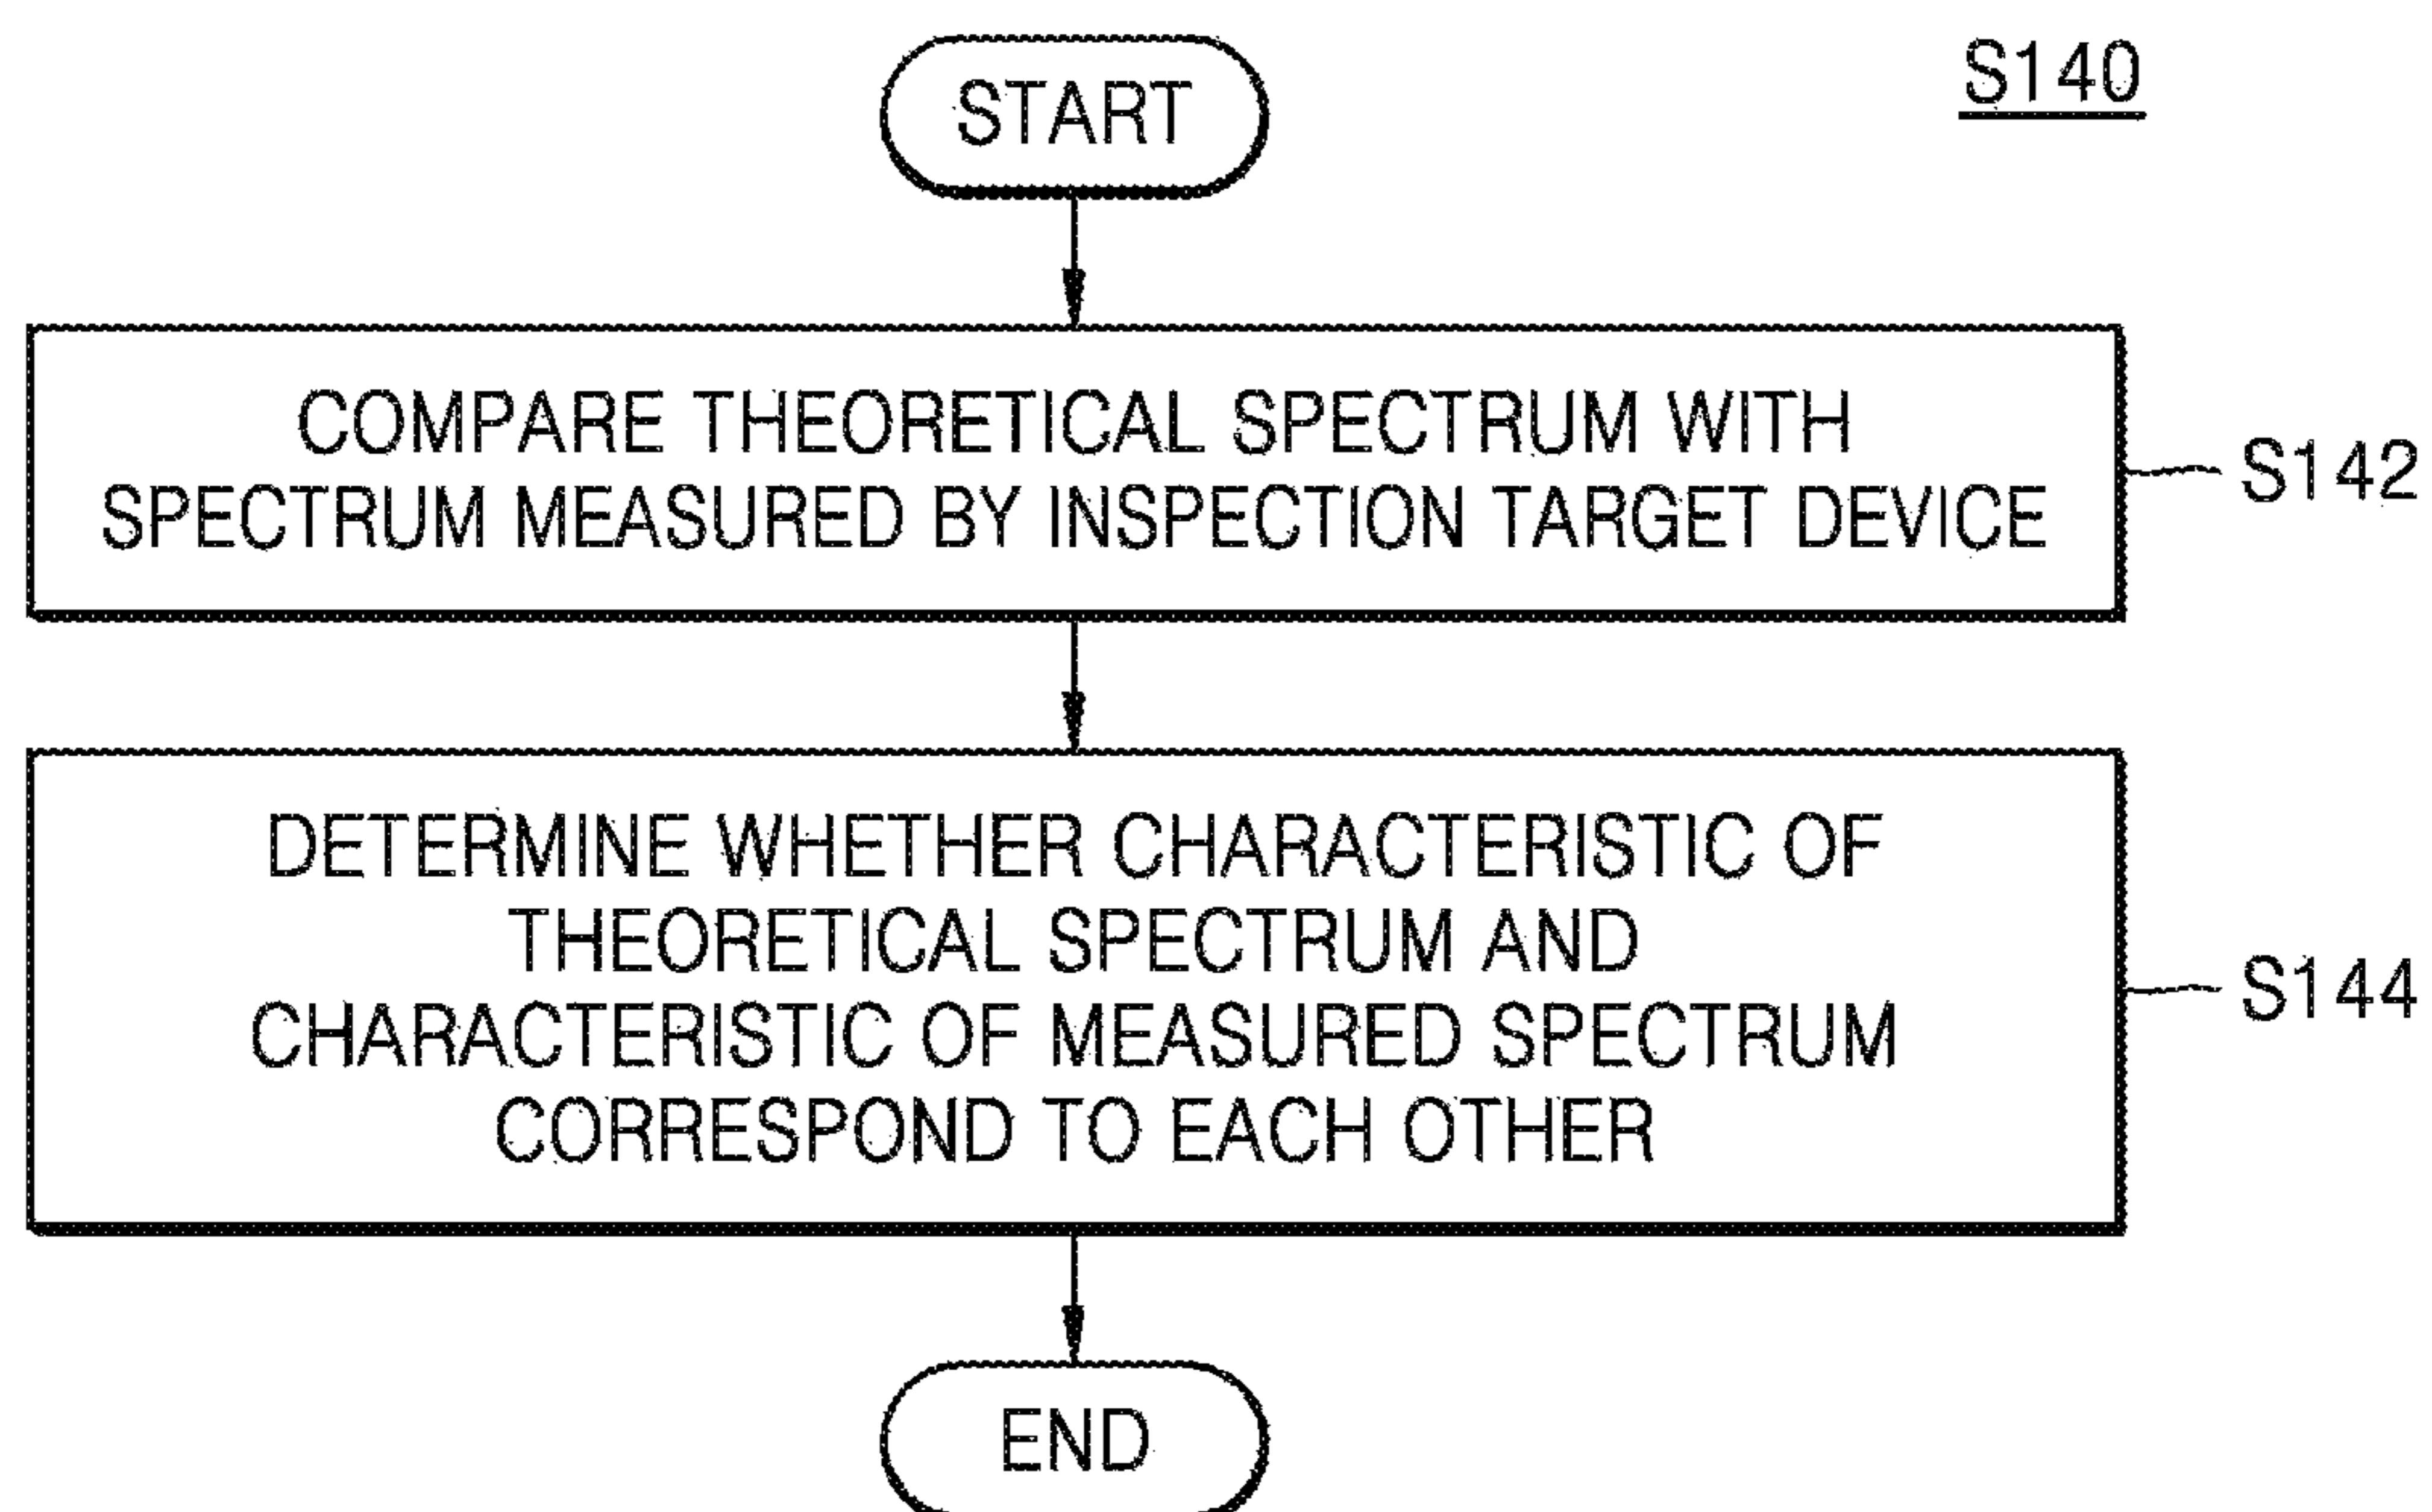 START
S140
COMPARE THEORETICAL SPECTRUM WITH
SPECTRUM MEASURED BY INSPECTION TARGET DEVICE
S142
DETERMINE WHETHER CHARACTERISTIC OF
THEORETICAL SPECTRUM AND
CHARACTERISTIC OF MEASURED SPECTRUM
CORRESPOND TO EACH OTHER
S144
END